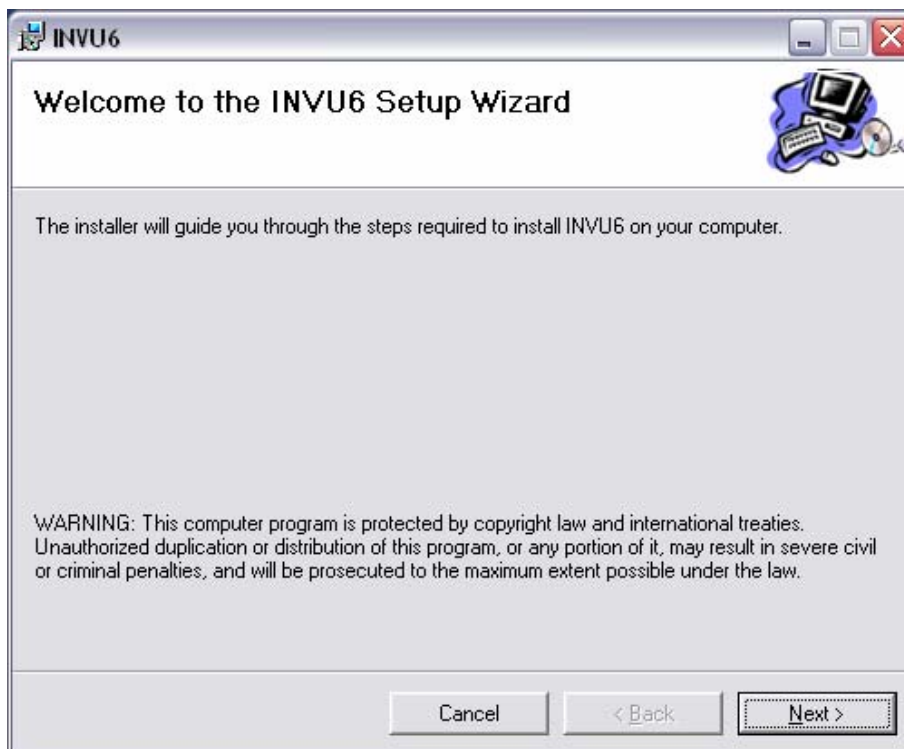 INVU6
Welcome to the INVU6 Setup Wizard
The installer will guide you through the steps required to install INVU6 on your computer.
WARNING: This computer program is protected by copyright law and international treaties.
Unauthorized duplication or distribution of this program, or any portion of it, may result in severe civil
or criminal penalties, and will be prosecuted to the maximum extent possible under the law.
Cancel < Back Next >